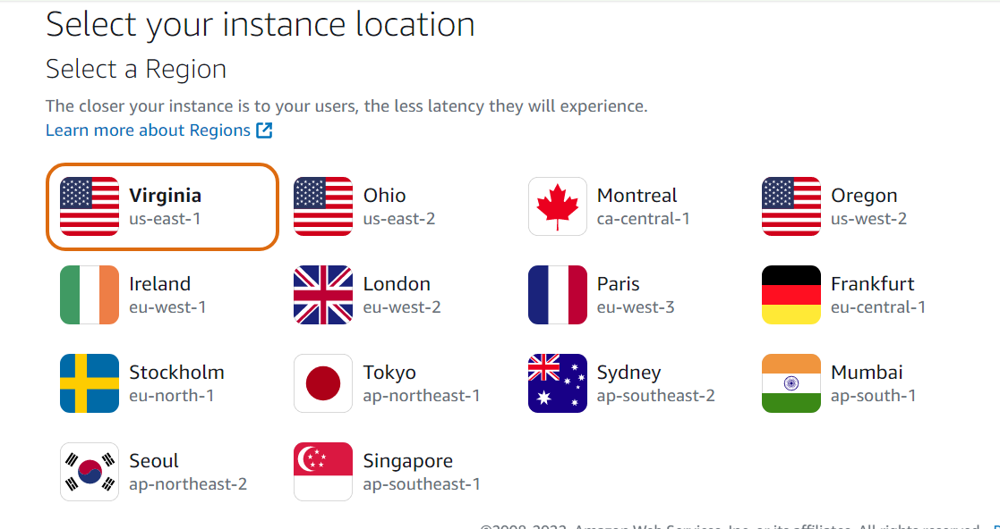 Select your instance location
Select a Region
The closer your instance is to your users, the less latency they will experience.
Learn more about Regions
Virginia
us-east-1
Ohio
us-east-2
Montreal
ca-central-1
Oregon
us-west-2
Ireland
eu-west-1
London
eu-west-2
Paris
eu-west-3
Frankfurt
eu-central-1
Stockholm
eu-north-1
Tokyo
ap-northeast-1
Sydney
ap-southeast-2
Mumbai
ap-south-1
Seoul
ap-northeast-2
Singapore
ap-southeast-1
Amazon Web Services, Inc. or its affiliates. All rights reserved.